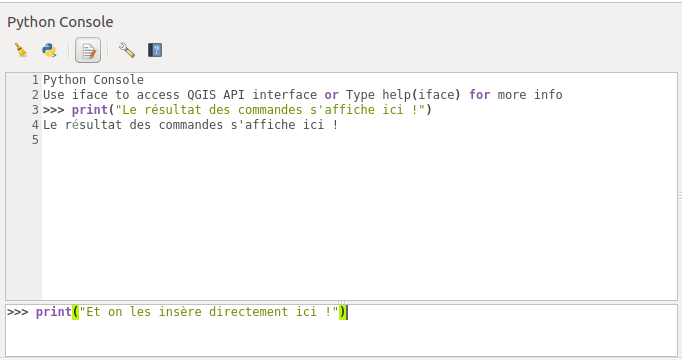 Python Console
1 Python Console
2 Use iface to access QGIS API interface or Type help(iface) for more info
3 >>> print("Le résultat des commandes s'affiche ici !")
4 Le résultat des commandes s'affiche ici !
5
>>> print("Et on les insère directement ici !")